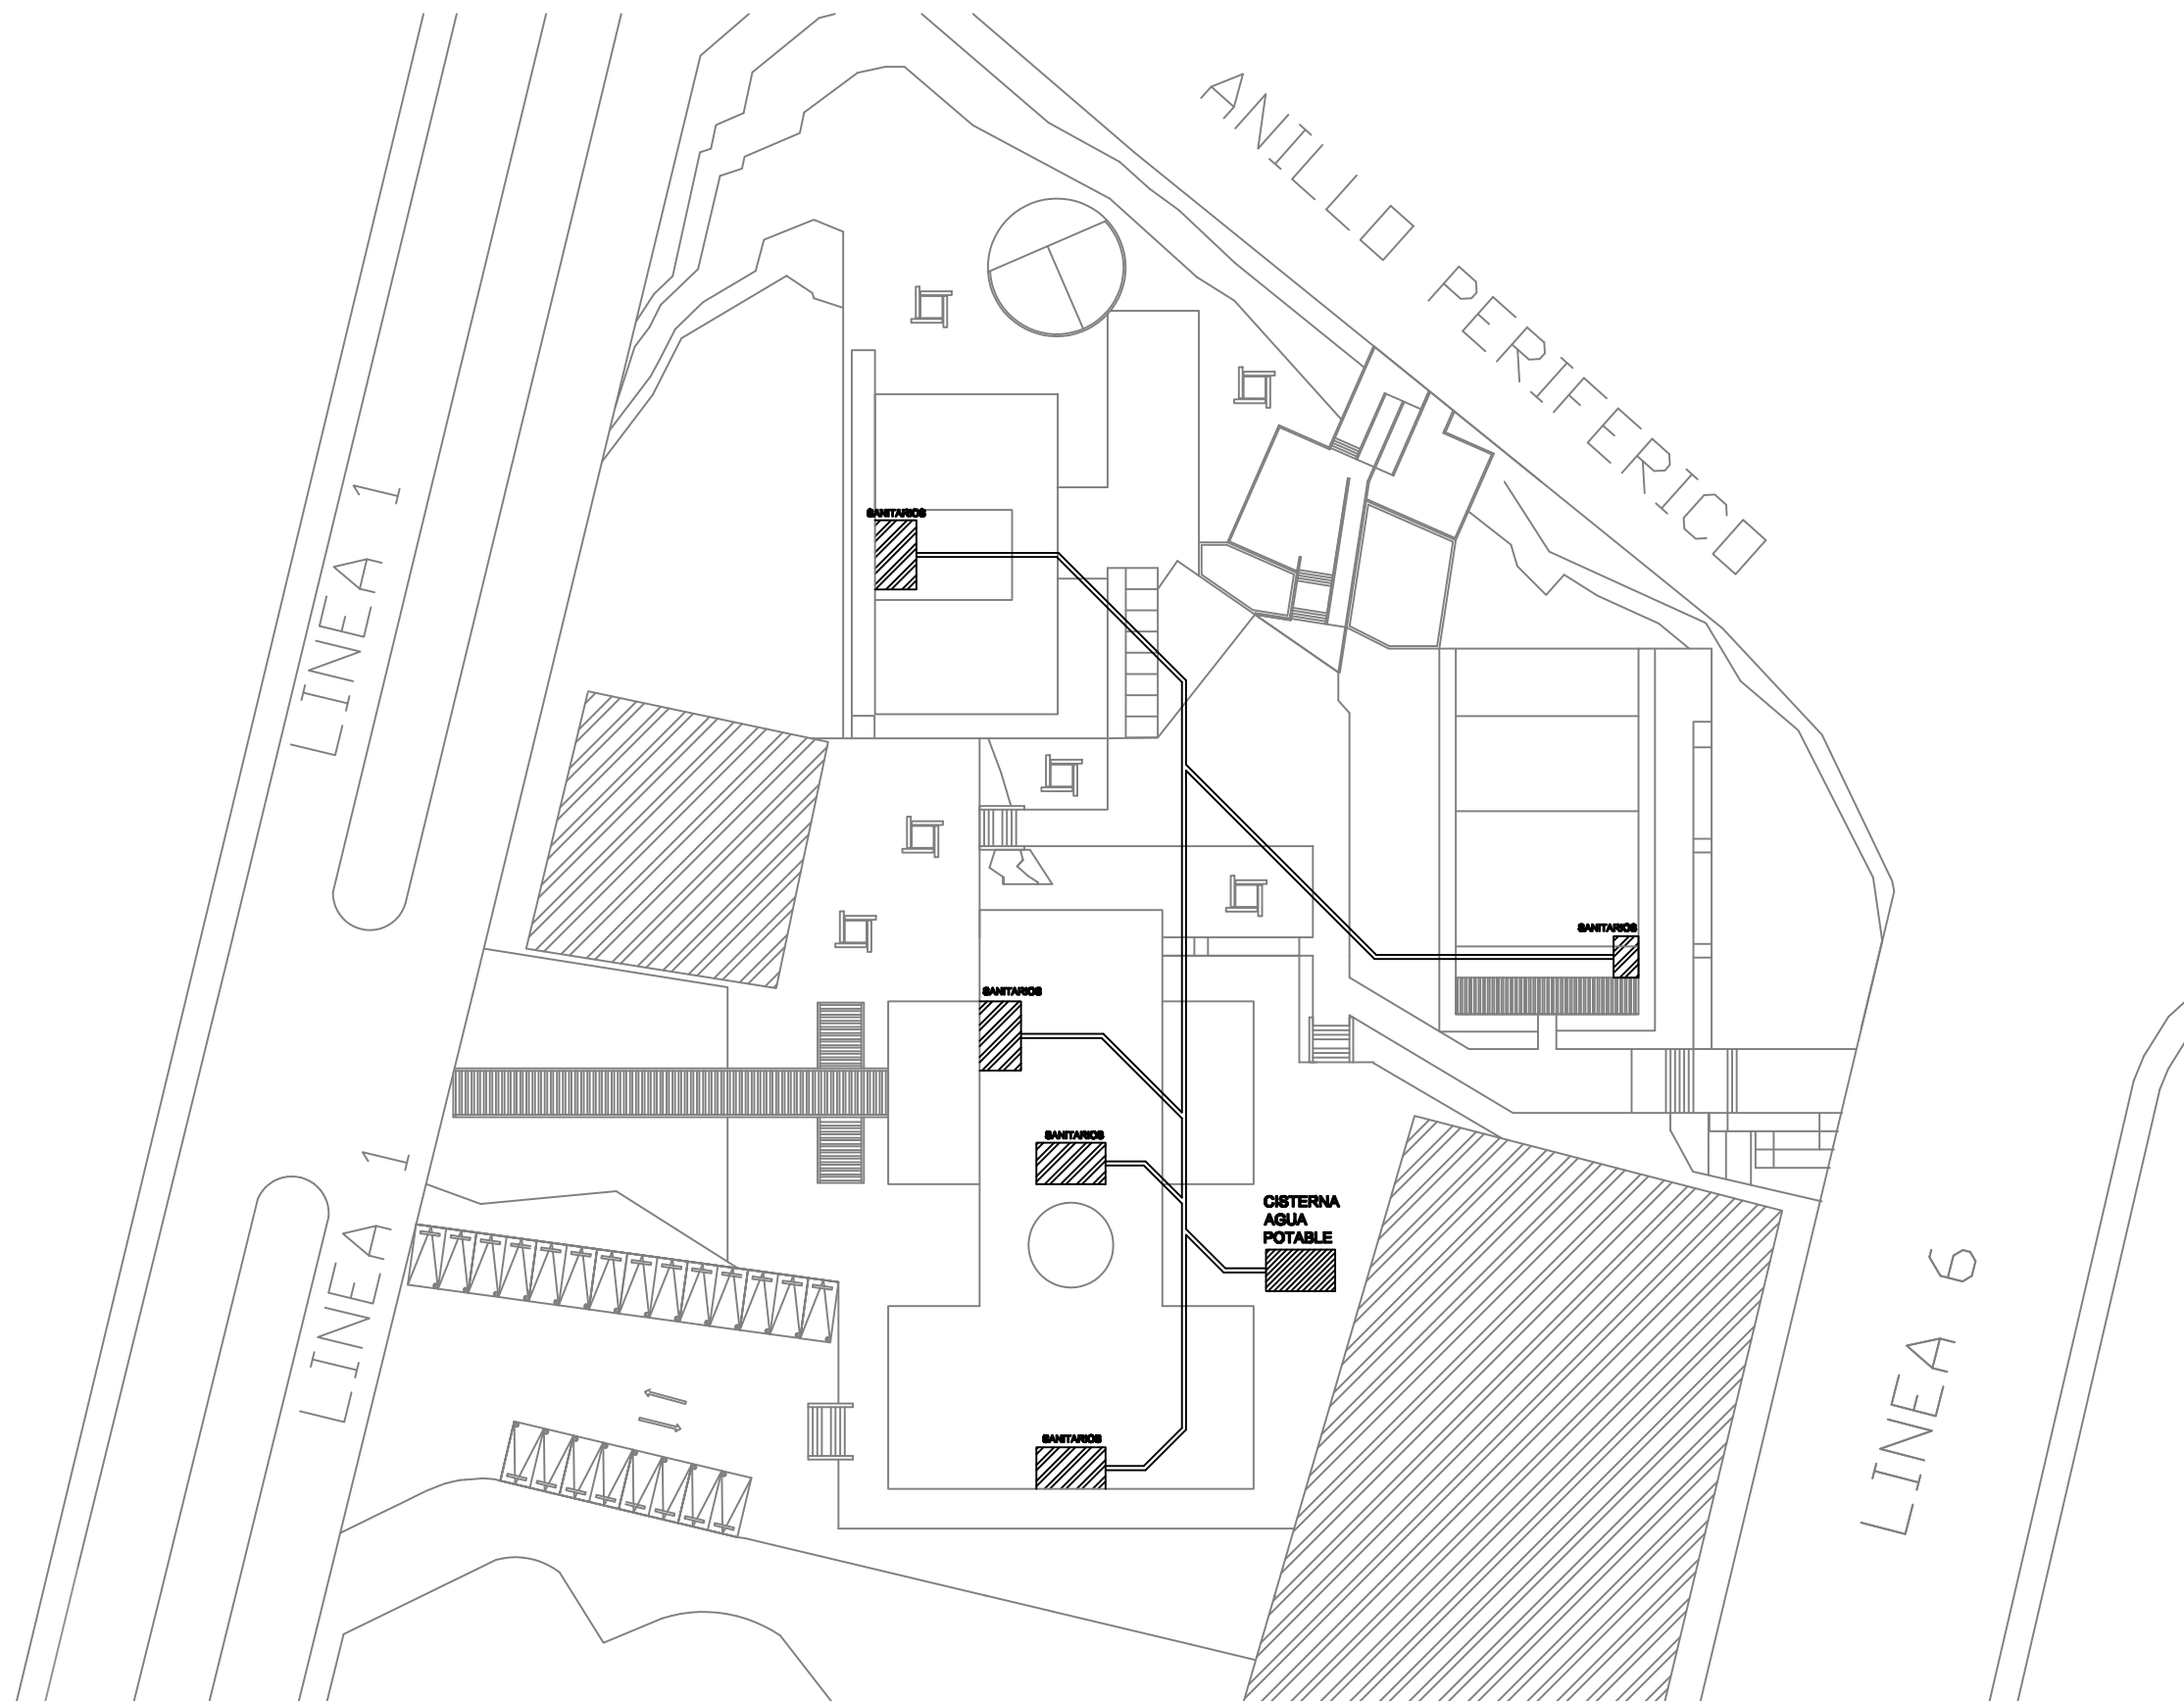 ANILLO PERIFERICO
LINEA 1
SANITARIOS
SANITARIOS
SANITARIOS
SANITARIOS
LINEA 1
CISTERNA
AGUA
POTABLE
LINEA 6
SANITARIOS